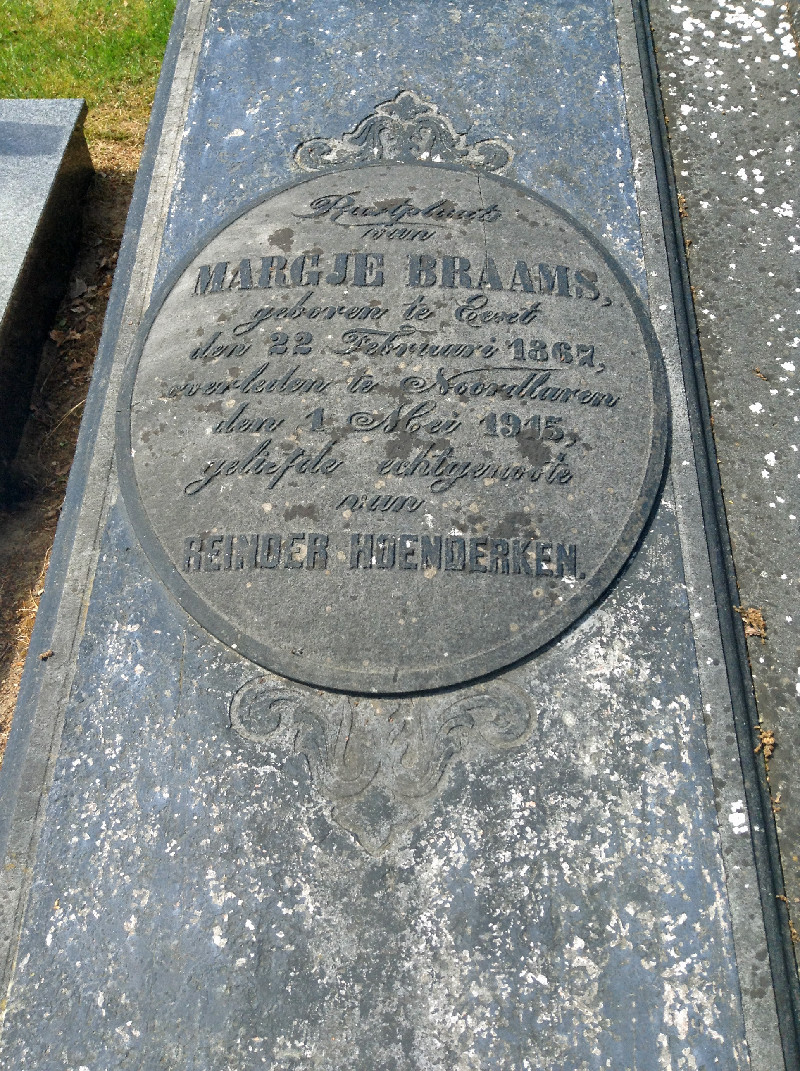 Rustplaats
van
MARGJE BRAAMS,
geboren te Eext
den 22 Februari 1867,
overleden te Noordlaren
den 1 Mei 1915,
geliefde echtgenoote
van
REINDER HOENDERKEN.